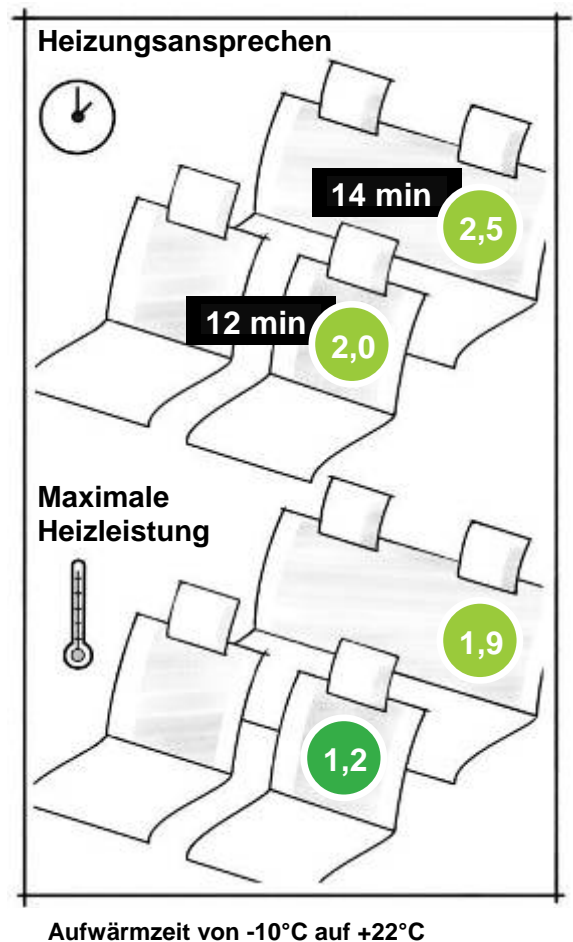 Heizungsansprechen
14 min
2,5
12 min
2,0
Maximale
Heizleistung
1,9
1,2
Aufwärmzeit von -10°C auf +22°C